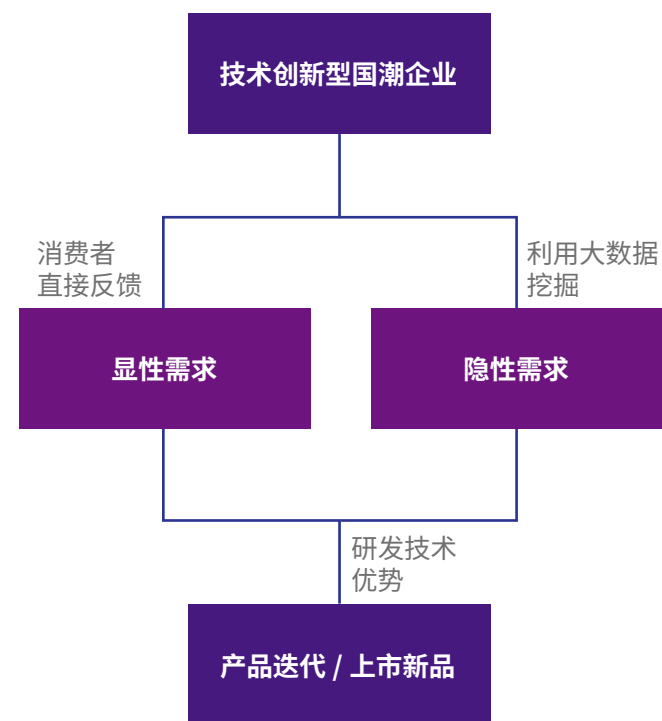 技术创新型国潮企业
消费者
直接反馈
利用大数据
挖掘
显性需求
隐性需求
研发技术
优势
产品迭代 / 上市新品